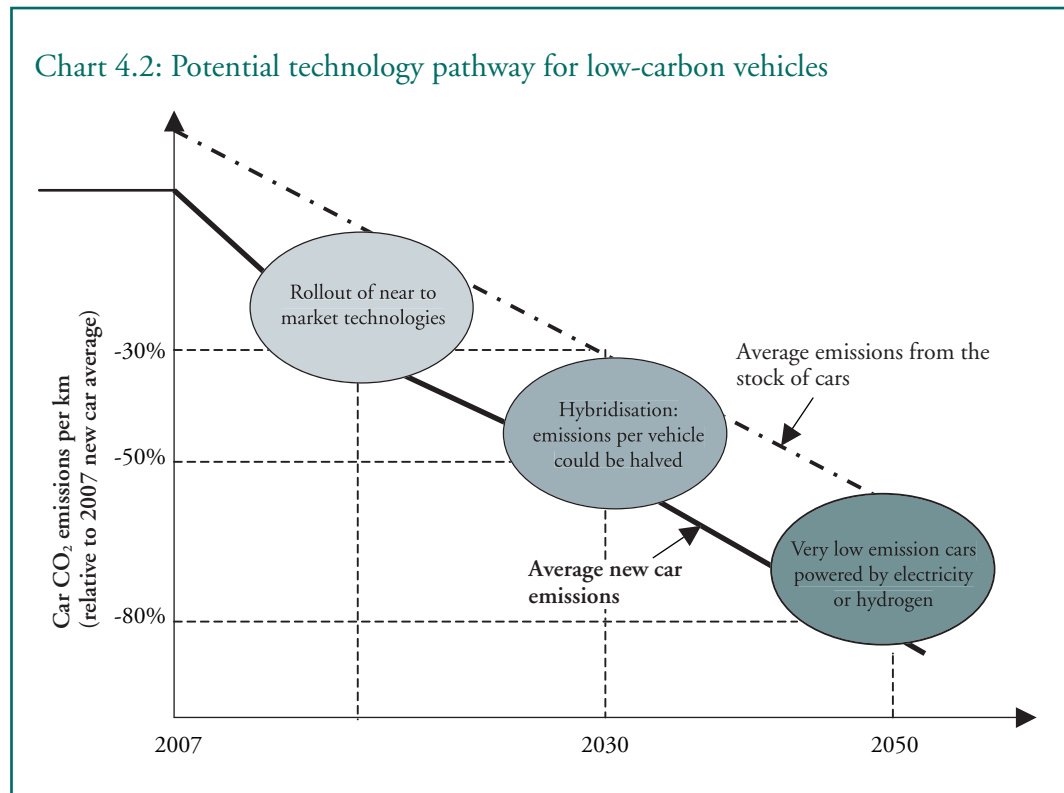 Chart 4.2: Potential technology pathway for low-carbon vehicles
Car CO₂ emissions per km
(relative to 2007 new car average)
Rollout of near to
market technologies
-30%
Average emissions from the
stock of cars
Hybridisation:
emissions per vehicle
could be halved
-50%
Average new car
emissions
Very low emission cars
powered by electricity
or hydrogen
-80%
2007
2030
2050